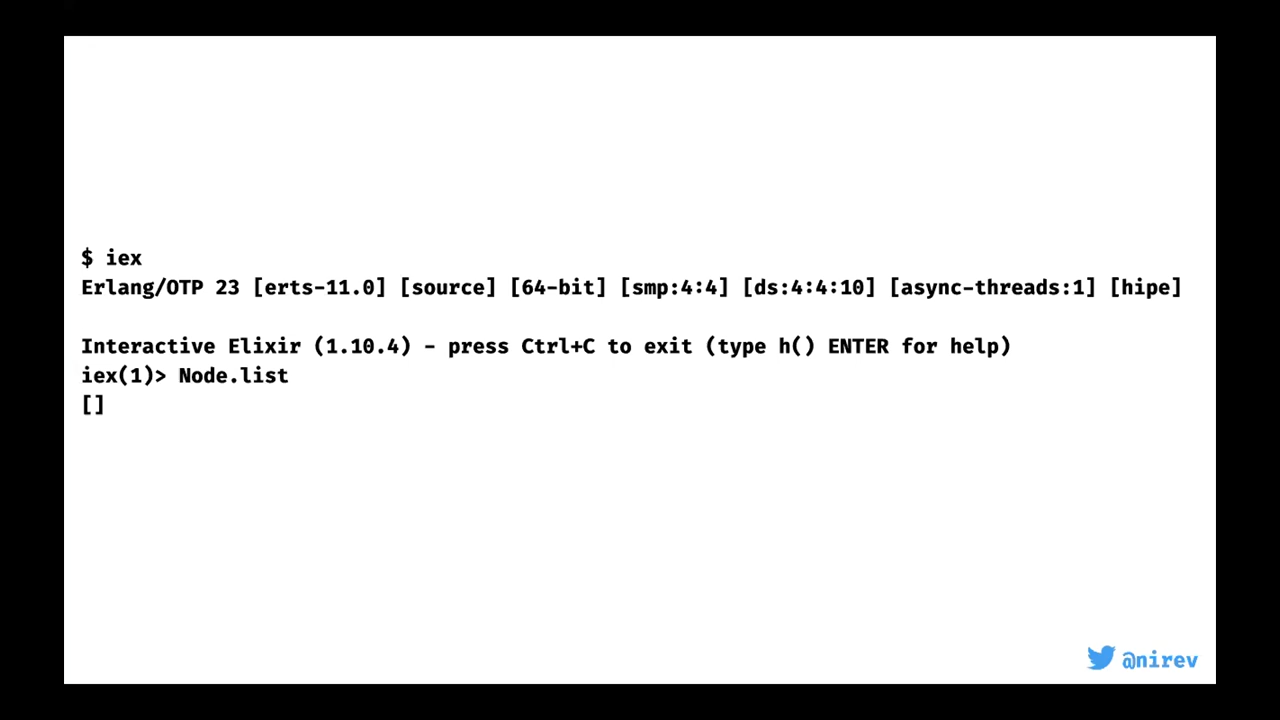 $ iex
Erlang/OTP 23 [erts-11.0] [source] [64-bit] [smp:4:4] [ds:4:4:10] [async-threads:1] [hipe]
Interactive Elixir (1.10.4) - press Ctrl+C to exit (type h() ENTER for help)
iex(1)> Node.list
[]
@nirev